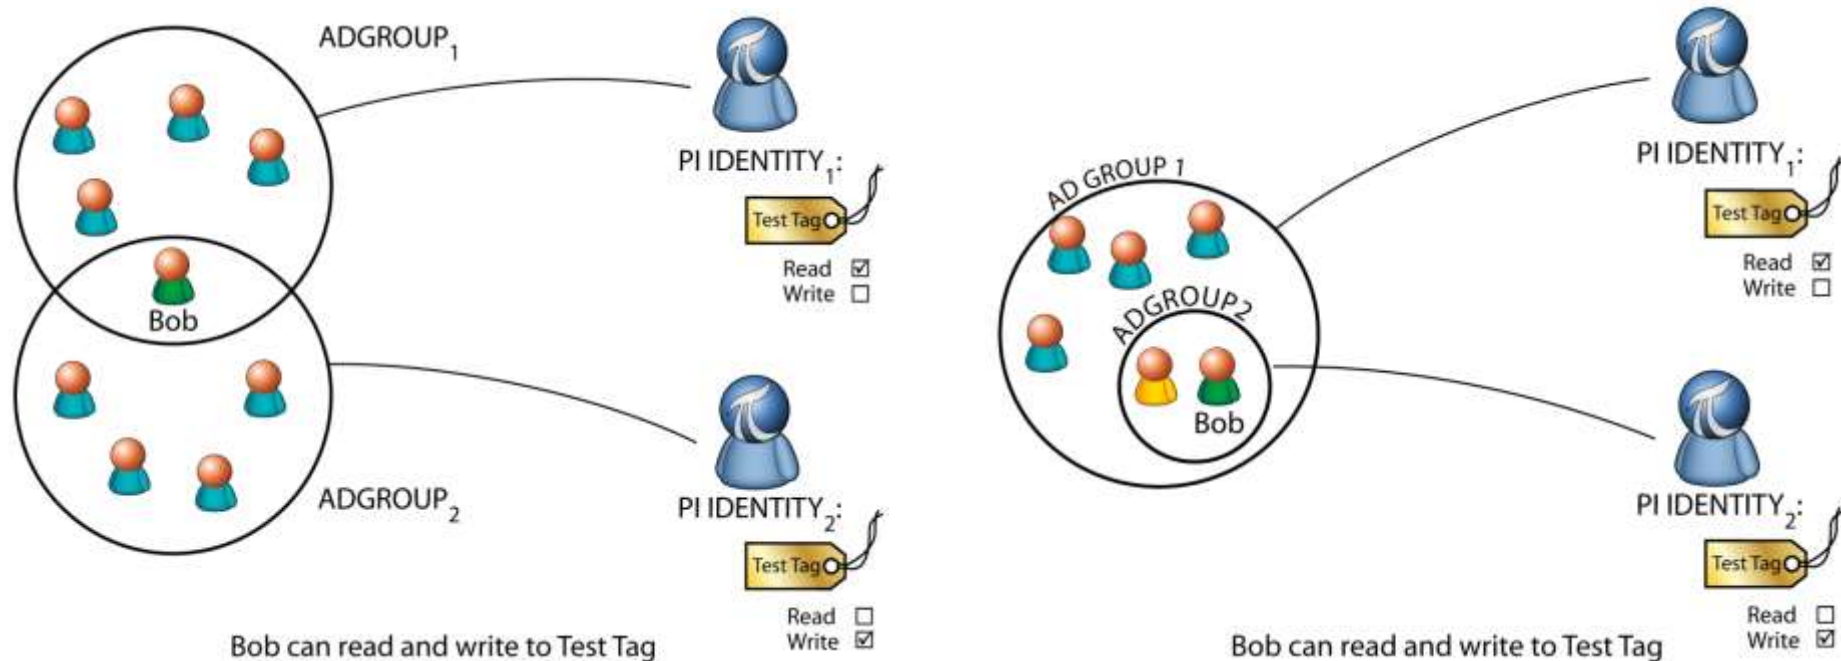 ADGROUP1
PI IDENTITY1:
Test Tag
Read ☑
Write ☐
Bob
ADGROUP2
PI IDENTITY2:
Test Tag
Read ☐
Write ☑
Bob can read and write to Test Tag
AD GROUP 1
PI IDENTITY1:
Test Tag
Read ☑
Write ☐
ADGROUP2
Bob
PI IDENTITY2:
Test Tag
Read ☐
Write ☑
Bob can read and write to Test Tag